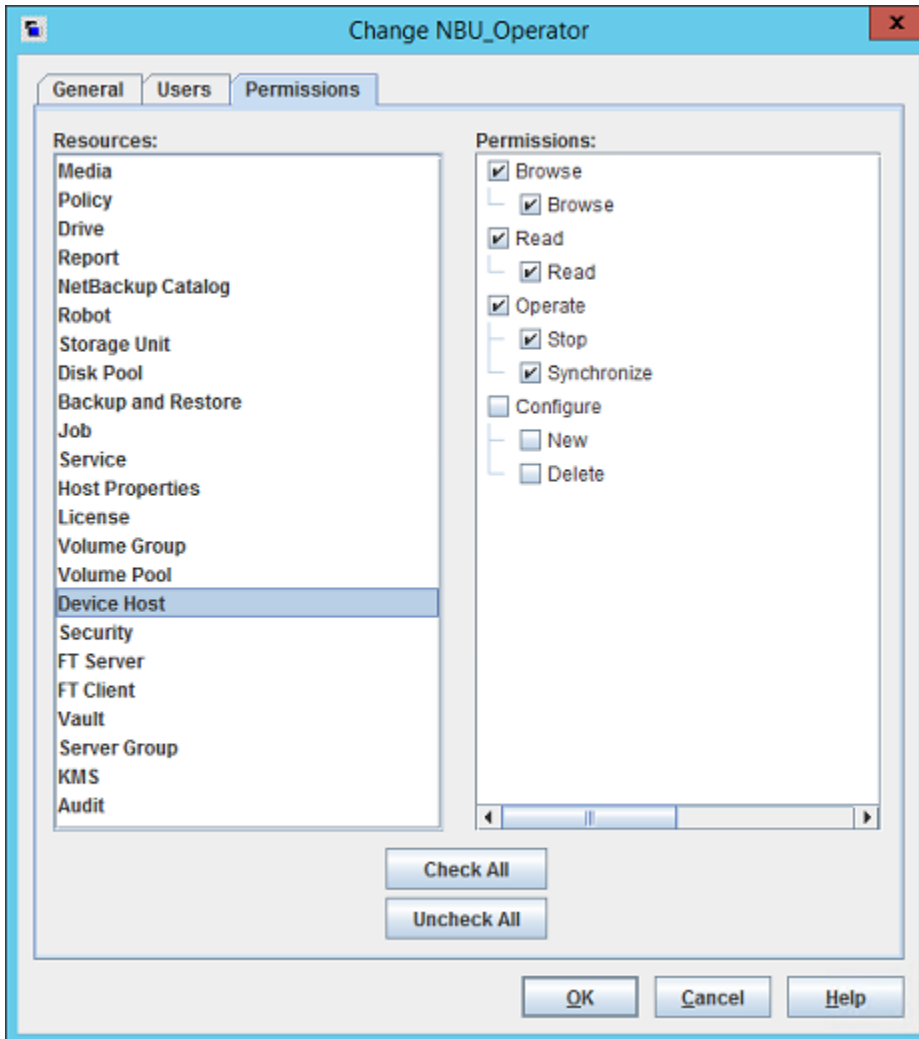 Change NBU_Operator
x
General Users Permissions
Resources:
Media
Policy
Drive
Report
NetBackup Catalog
Robot
Storage Unit
Disk Pool
Backup and Restore
Job
Service
Host Properties
License
Volume Group
Volume Pool
Device Host
Security
FT Server
FT Client
Vault
Server Group
KMS
Audit
Permissions:
Browse
Browse
Read
Read
Operate
Stop
Synchronize
Configure
New
Delete
Check All
Uncheck All
OK Cancel Help